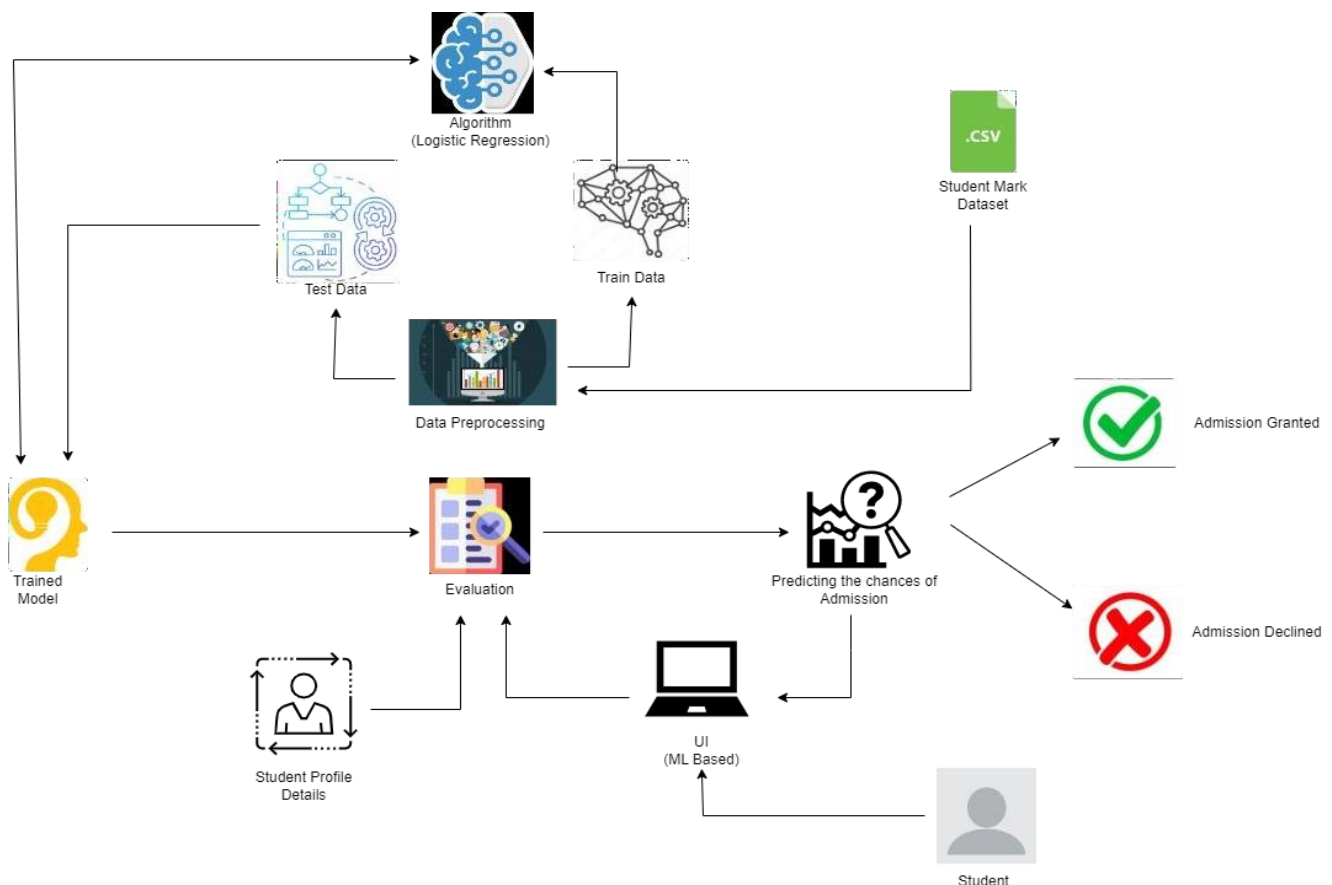 Algorithm
(Logistic Regression)
.CSV
Student Mark
Dataset
Test Data
Train Data
Data Preprocessing
Admission Granted
Trained
Model
Evaluation
?
Predicting the chances of
Admission
Admission Declined
UI
(ML Based)
Student Profile
Details
Student